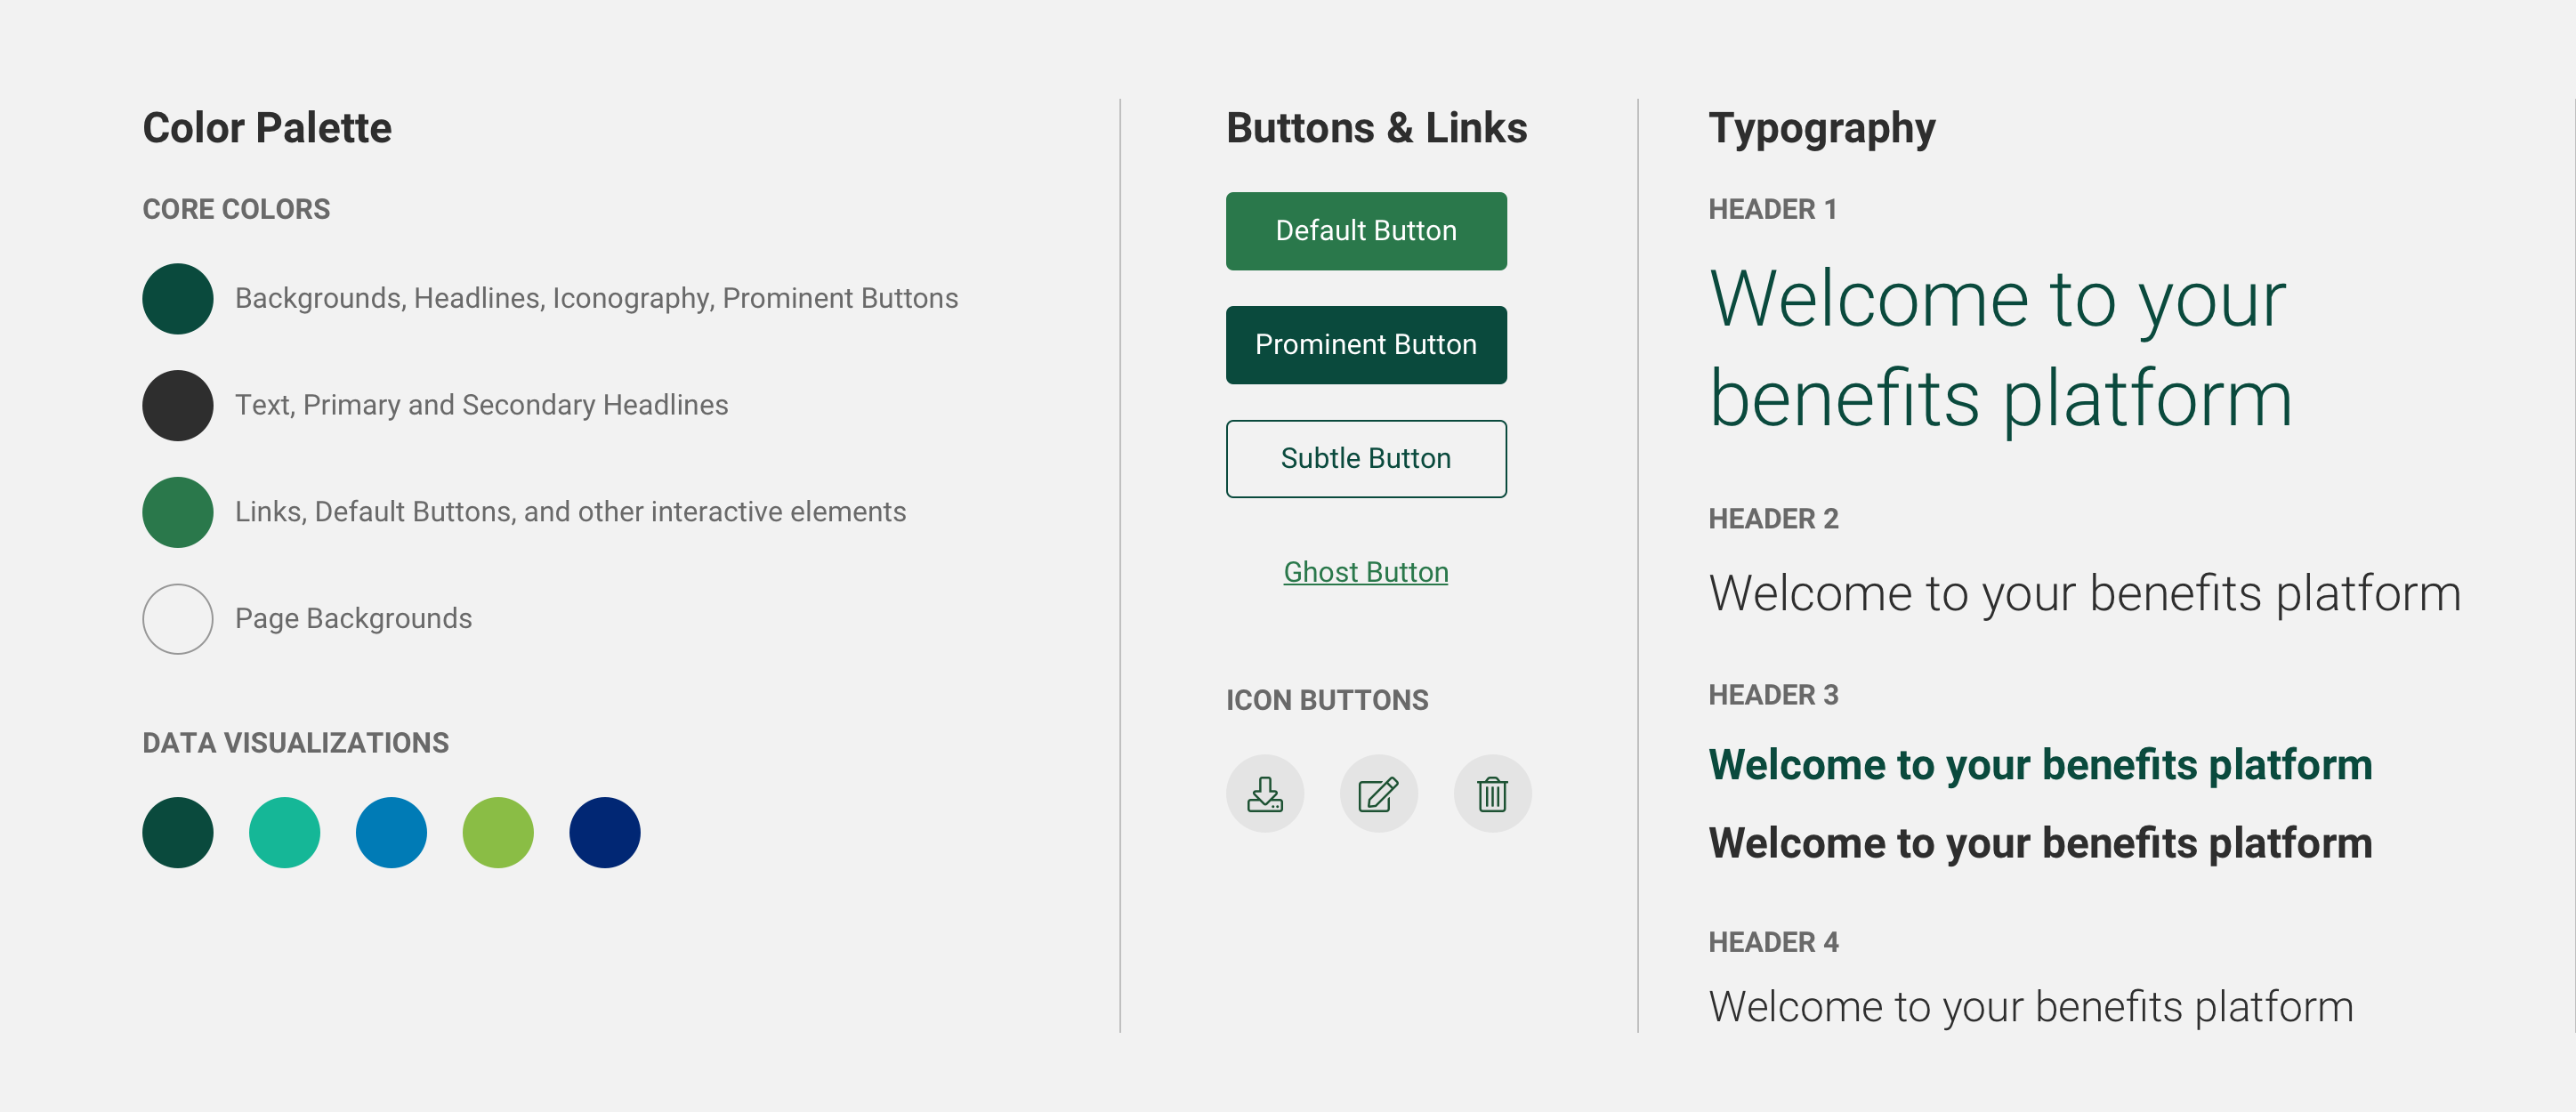 Color Palette
CORE COLORS
Backgrounds, Headlines, Iconography, Prominent Buttons
Text, Primary and Secondary Headlines
Links, Default Buttons, and other interactive elements
Page Backgrounds
DATA VISUALIZATIONS
Buttons & Links
Default Button
Prominent Button
Subtle Button
Ghost Button
ICON BUTTONS
Typography
HEADER 1
Welcome to your
benefits platform
HEADER 2
Welcome to your benefits platform
HEADER 3
Welcome to your benefits platform
Welcome to your benefits platform
HEADER 4
Welcome to your benefits platform